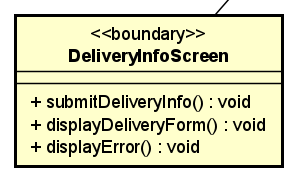 <<boundary>>
DeliveryInfoScreen
+ submitDeliveryInfo() : void
+ displayDeliveryForm() : void
+ displayError() : void